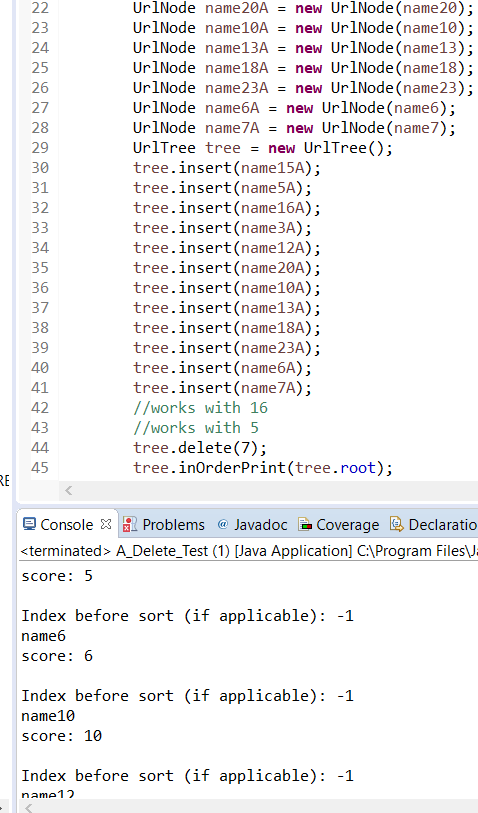 22 UrlNode name20A = new UrlNode(name20);
23 UrlNode name10A = new UrlNode(name10);
24 UrlNode name13A = new UrlNode(name13);
25 UrlNode name18A = new UrlNode(name18);
26 UrlNode name23A = new UrlNode(name23);
27 UrlNode name6A = new UrlNode(name6);
28 UrlNode name7A = new UrlNode(name7);
29 UrlTree tree = new UrlTree();
30 tree.insert(name15A);
31 tree.insert(name5A);
32 tree.insert(name16A);
33 tree.insert(name3A);
34 tree.insert(name12A);
35 tree.insert(name20A);
36 tree.insert(name10A);
37 tree.insert(name13A);
38 tree.insert(name18A);
39 tree.insert(name23A);
40 tree.insert(name6A);
41 tree.insert(name7A);
42 //works with 16
43 //works with 5
44 tree.delete(7);
45 tree.inOrderPrint(tree.root);
RE
Console Problems @ Javadoc Coverage Declaratio
<terminated> A_Delete_Test (1) [Java Application] C:\Program Files\Ja
score: 5
Index before sort (if applicable): -1
name6
score: 6
Index before sort (if applicable): -1
name10
score: 10
Index before sort (if applicable): -1
name12